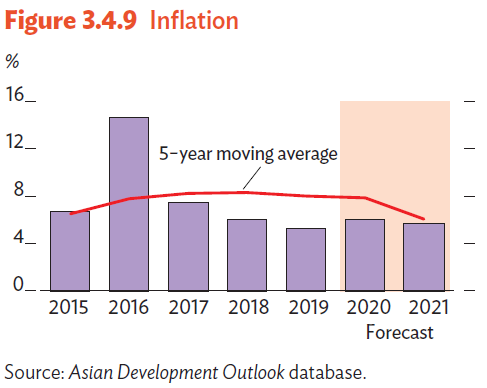 Figure 3.4.9 Inflation
%
16
12
5-year moving average
8
4
0
2015 2016 2017 2018 2019 2020 2021
Forecast
Source: Asian Development Outlook database.